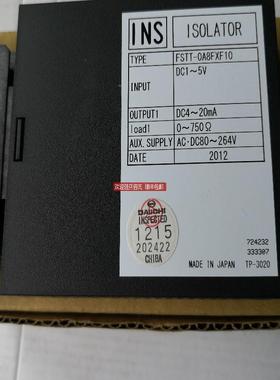 INS ISOLATOR
TYPE FSTT-0A8FXF10
INPUT DC1～5V
OUTPUT1 DC4～20mA
load1 0～750Ω
AUX.SUPPLY AC·DC80～264V
DATE 2012
DAIICHI
INSPECTED
1215
202422
CHIBA
724232
333307
MADE IN JAPAN TP-3020